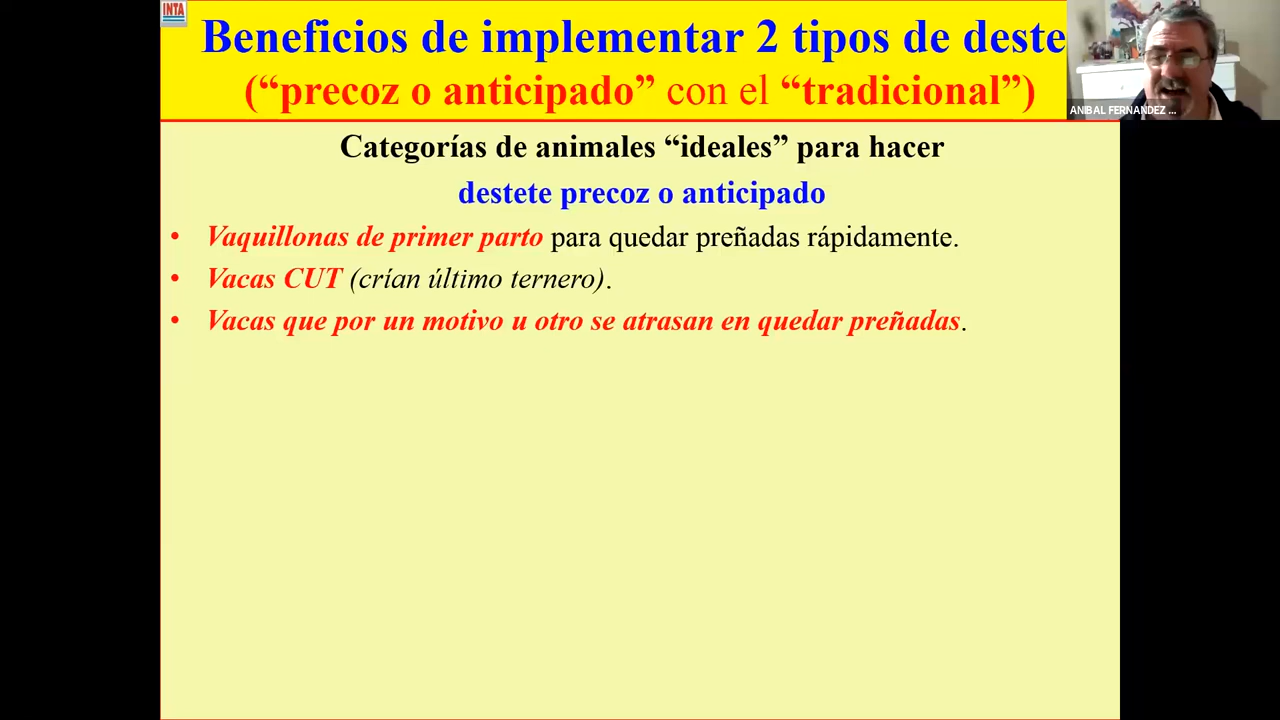 INTA
Beneficios de implementar 2 tipos de deste
(“precoz o anticipado” con el “tradicional”)
ANIBAL FERNANDEZ ...
Categorías de animales “ideales” para hacer
destete precoz o anticipado
• Vaquillonas de primer parto para quedar preñadas rápidamente.
• Vacas CUT (crían último ternero).
• Vacas que por un motivo u otro se atrasan en quedar preñadas.